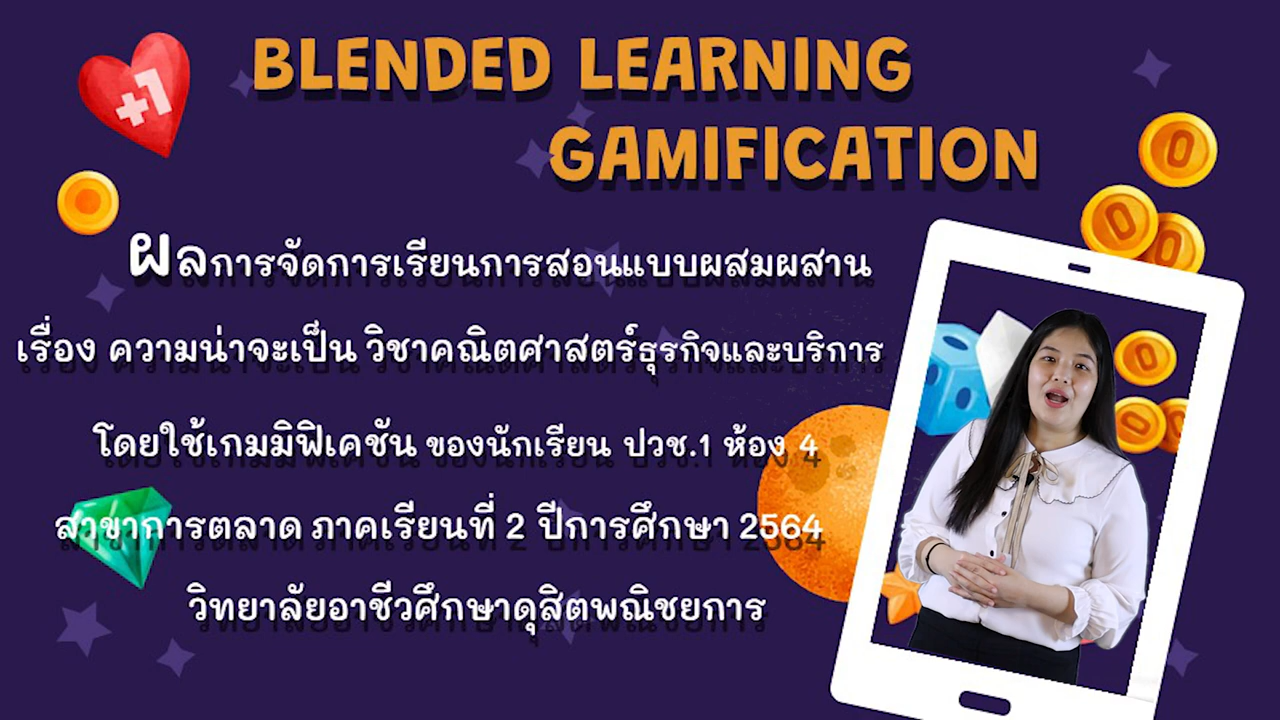 +1
BLENDED LEARNING
GAMIFICATION
ผลการจัดการเรียนการสอนแบบผสมผสาน
เรื่อง ความน่าจะเป็น วิชาคณิตศาสตร์ธุรกิจและบริการ
โดยใช้เกมมิฟิเคชัน ของนักเรียน ปวช.1 ห้อง 4
สาขาการตลาด ภาคเรียนที่ 2 ปีการศึกษา 2564
วิทยาลัยอาชีวศึกษาดุสิตพณิชยการ